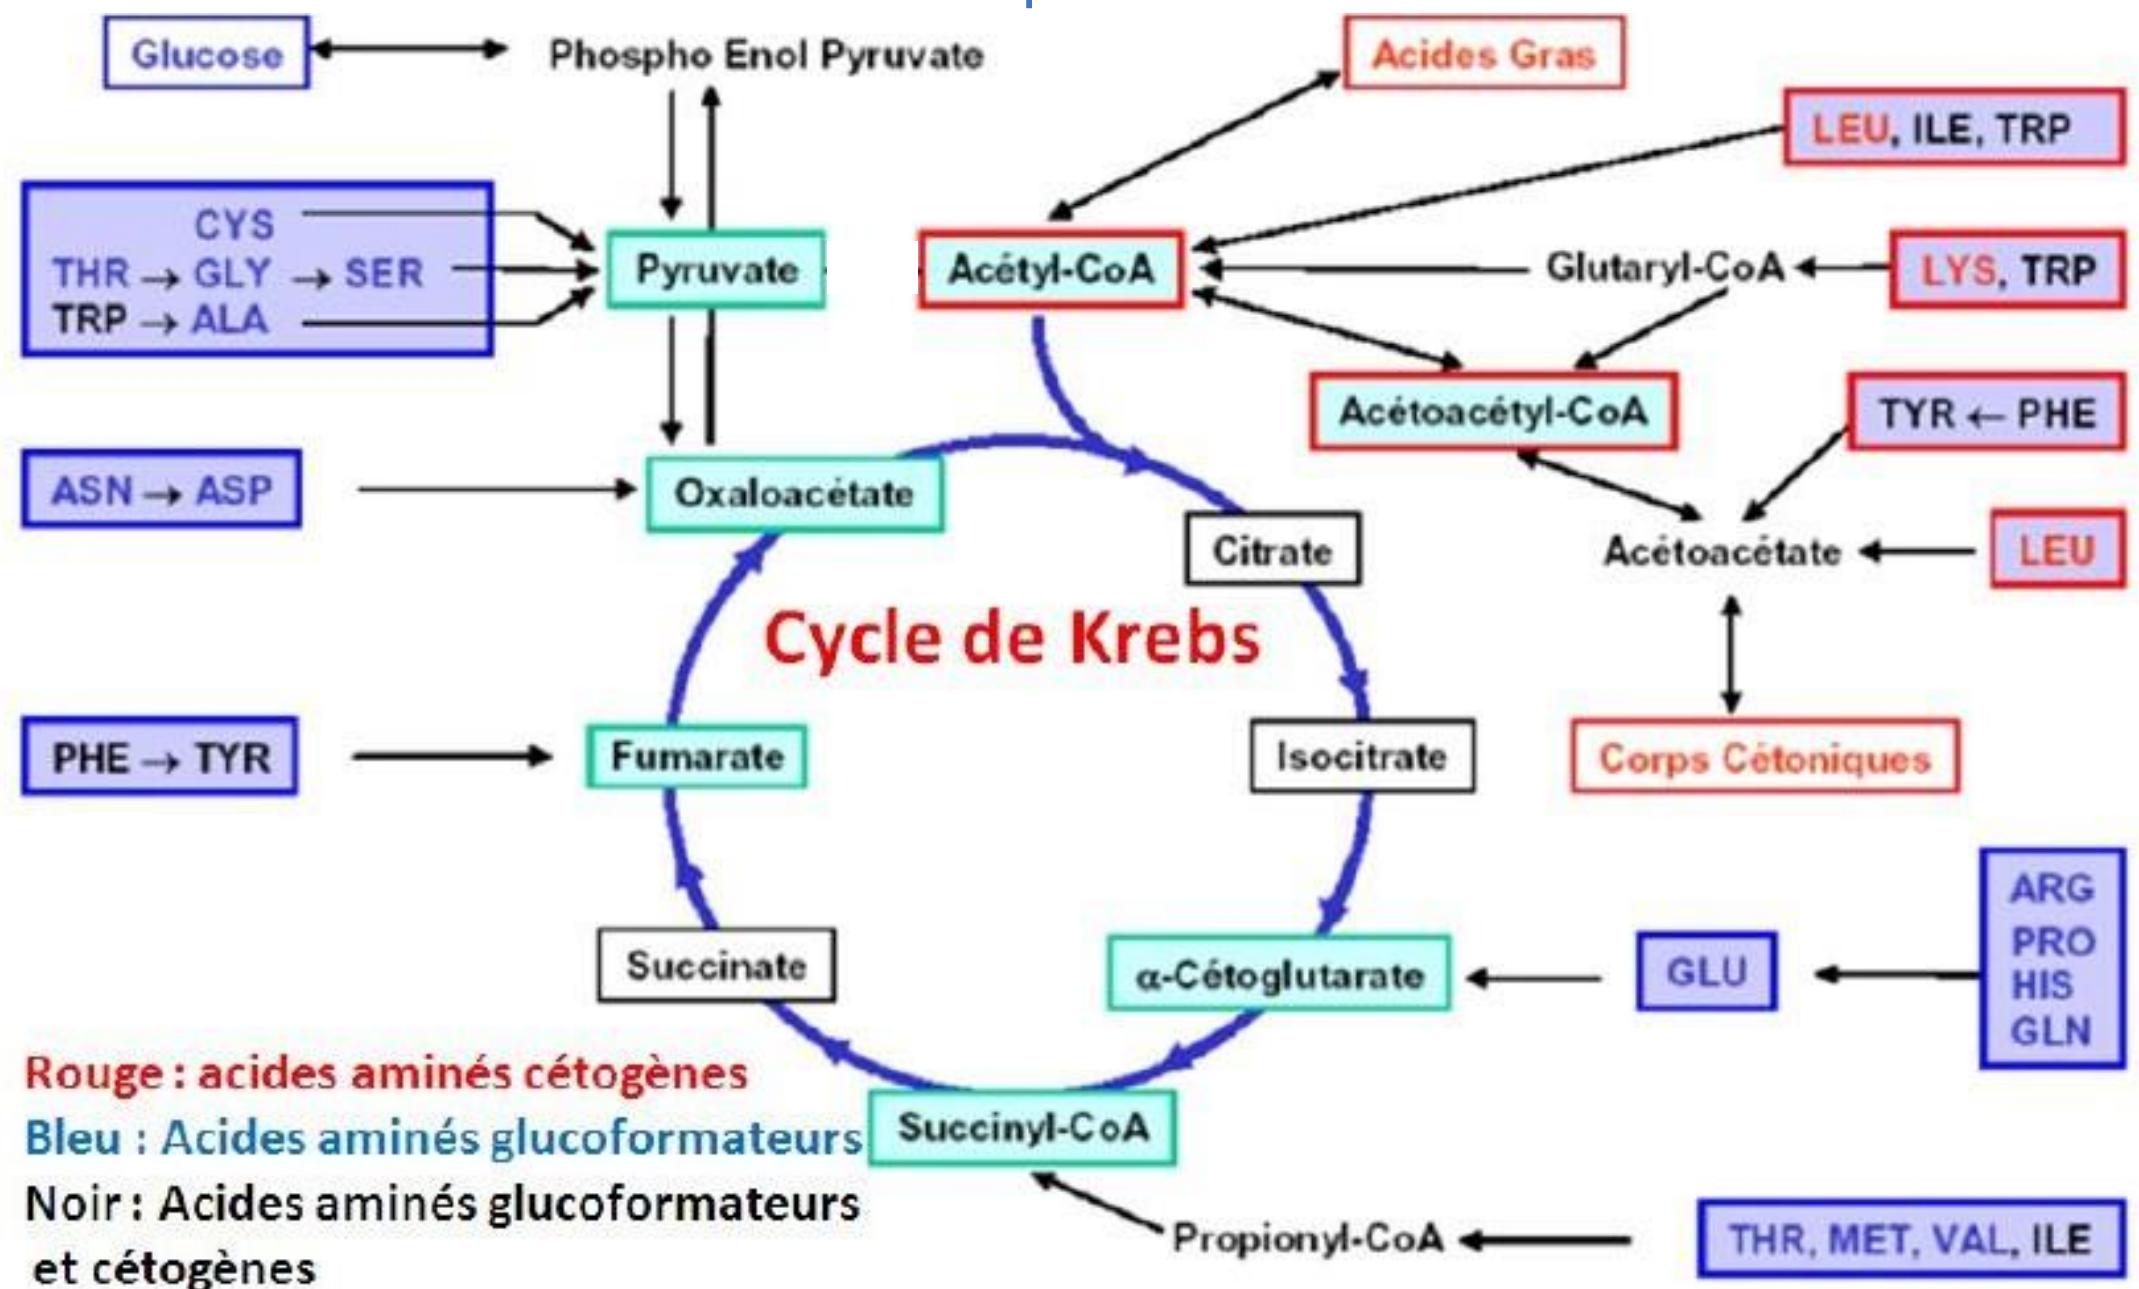 Glucose
Phospho Enol Pyruvate
Acides Gras
LEU, ILE, TRP
CYS
THR → GLY → SER
TRP → ALA
Pyruvate
Acétyl-CoA
Glutaryl-CoA
LYS, TRP
Acétoacétyl-CoA
TYR ← PHE
ASN → ASP
Oxaloacétate
Citrate
Acétoacétate
LEU
Cycle de Krebs
PHE → TYR
Fumarate
Isocitrate
Corps Cétoniques
ARG
PRO
HIS
GLN
GLU
α-Cétoglutarate
Succinate
Succinyl-CoA
Propionyl-CoA
THR, MET, VAL, ILE
Rouge : acides aminés cétogènes
Bleu : Acides aminés glucoformateurs
Noir : Acides aminés glucoformateurs
et cétogènes